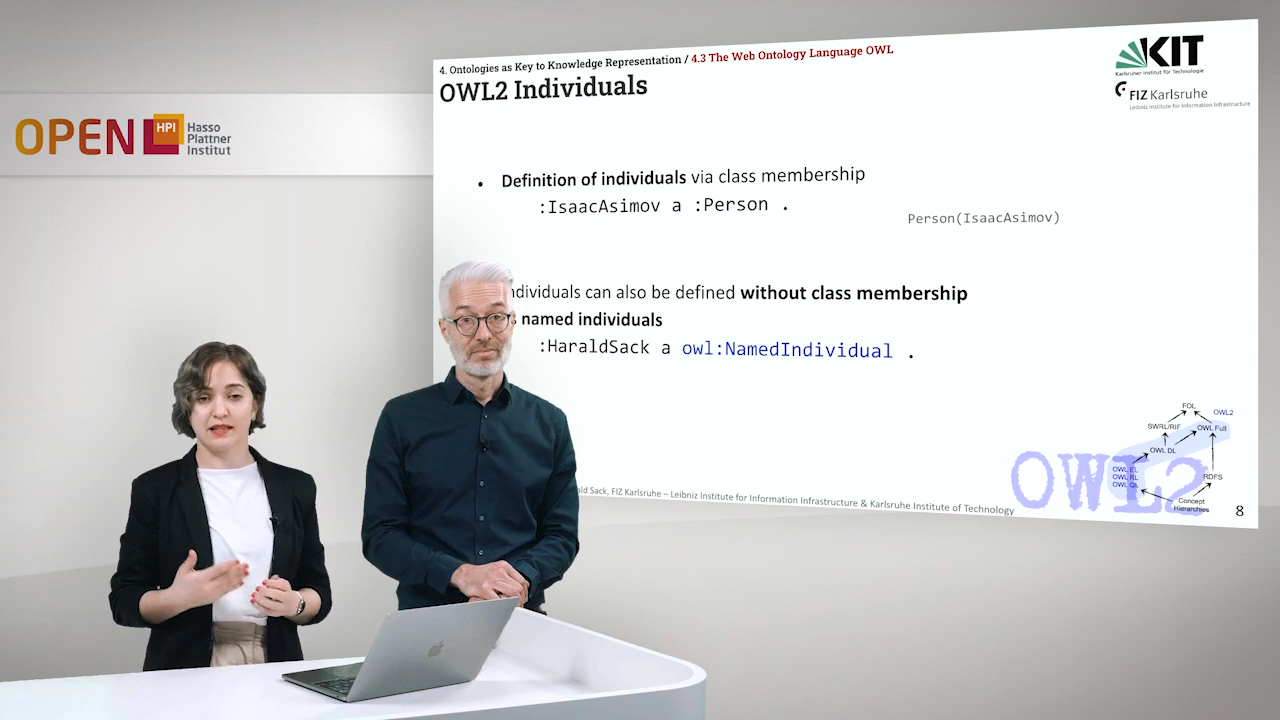 OPEN HPI Hasso
Plattner
Institut
4. Ontologies as Key to Knowledge Representation / 4.3 The Web Ontology Language OWL
OWL2 Individuals
KIT
Karlsruher Institut für Technologie
FIZ Karlsruhe
Leibniz Institute for Information Infrastructure
• Definition of individuals via class membership
:IsaacAsimov a :Person .
Person(IsaacAsimov)
ndividuals can also be defined without class membership
named individuals
:HaraldSack a owl:NamedIndividual .
FOL
OWL2
SWRL/RIF
OWL Full
OWL DL
OWL EL
OWL RL
OWL QL
RDFS
Concept
Hierarchies
OWL2
ald Sack, FIZ Karlsruhe – Leibniz Institute for Information Infrastructure & Karlsruhe Institute of Technology
8